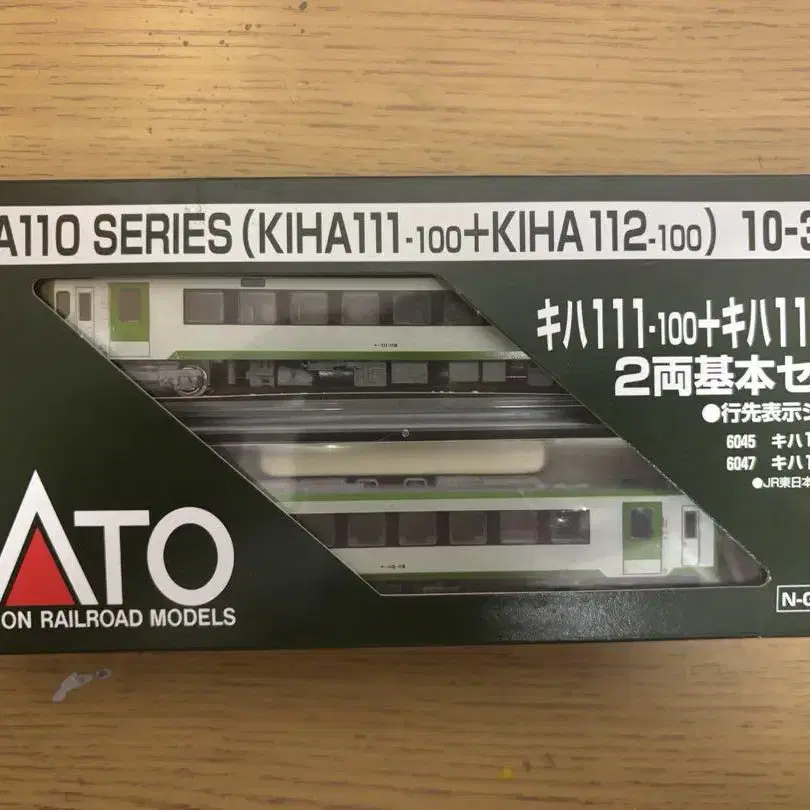 A110 SERIES (KIHA111-100+KIHA112-100) 10-3
キハ111-100+キハ11
2両基本セ
●行先表示シ
6045 キハ1
6047 キハ1
●JR東日本
ATO
ON RAILROAD MODELS
N-G